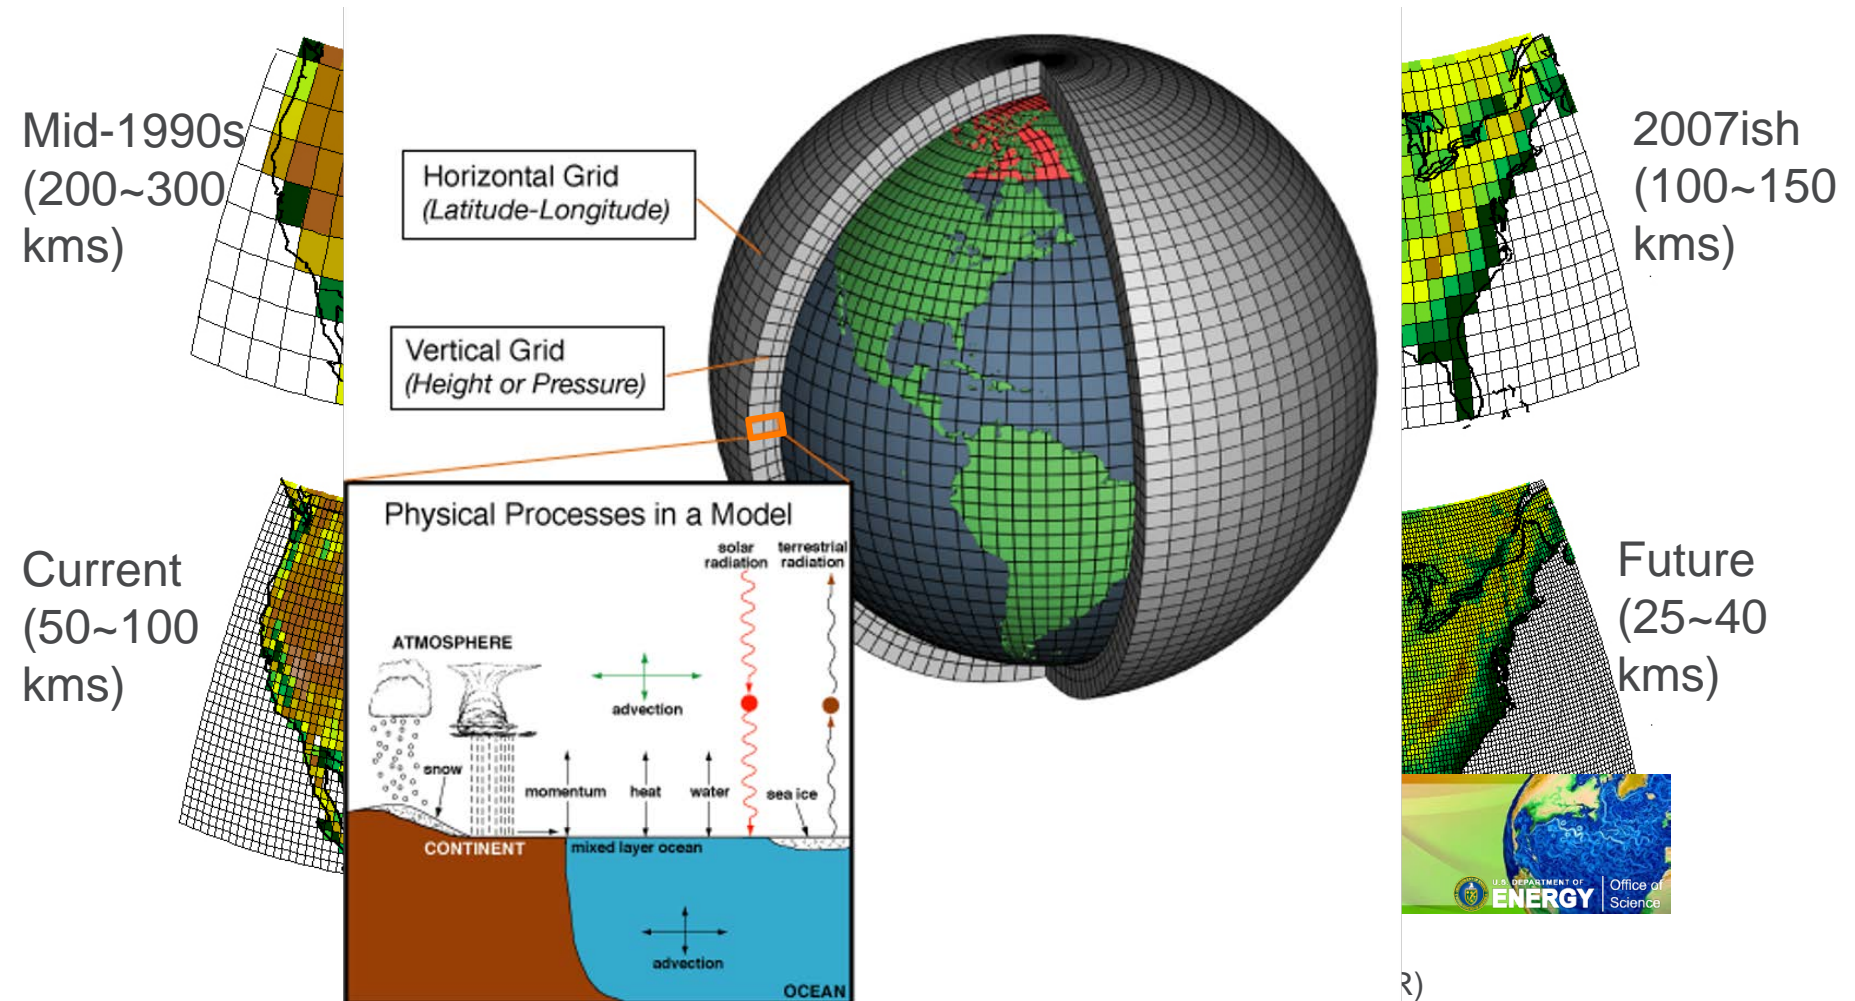 Mid-1990s
(200~300
kms)
Horizontal Grid
(Latitude-Longitude)
Vertical Grid
(Height or Pressure)
2007ish
(100~150
kms)
Current
(50~100
kms)
Physical Processes in a Model
solar
radiation
terrestrial
radiation
ATMOSPHERE
advection
snow
momentum heat water sea ice
CONTINENT
mixed layer ocean
advection
OCEAN
Future
(25~40
kms)
U.S. DEPARTMENT OF
ENERGY
Office of
Science
R)